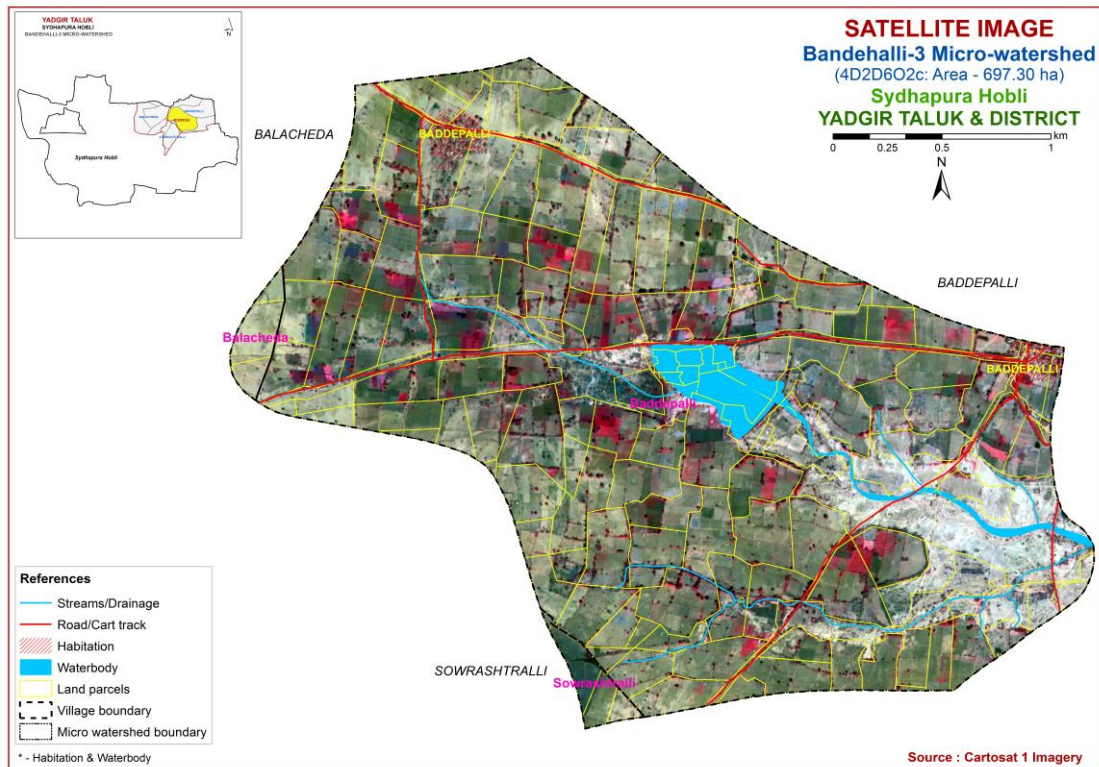 YADGIR TALUK
SYDHAPURA HOBLI
BANDEHALLI-3 MICRO-WATERSHED
N
Sydhapura Hobli
SATELLITE IMAGE
Bandehalli-3 Micro-watershed
(4D2D6O2c: Area - 697.30 ha)
Sydhapura Hobli
YADGIR TALUK & DISTRICT
km
0 0.25 0.5 1
N
BALACHEDA
BADDEPALLI
BADDEPALLI
Balacheda
BADDEPALLI
Baddepalli
SOWRASHTRALLI
Sowrashtralli
References
Streams/Drainage
Road/Cart track
Habitation
Waterbody
Land parcels
Village boundary
Micro watershed boundary
* - Habitation & Waterbody
Source : Cartosat 1 Imagery